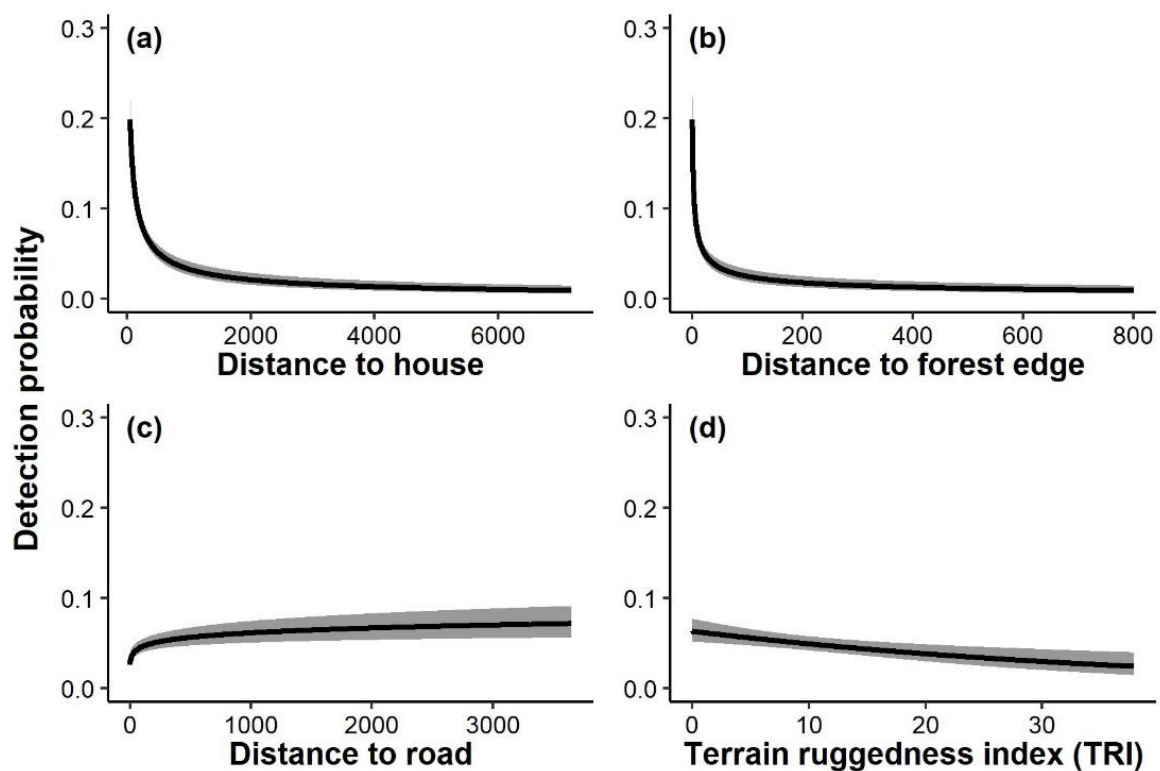 Detection probability
(a)
0.3
0.2
0.1
0.0
0 2000 4000 6000
Distance to house
(b)
0.3
0.2
0.1
0.0
0 200 400 600 800
Distance to forest edge
(c)
0.3
0.2
0.1
0.0
0 1000 2000 3000
Distance to road
(d)
0.3
0.2
0.1
0.0
0 10 20 30
Terrain ruggedness index (TRI)